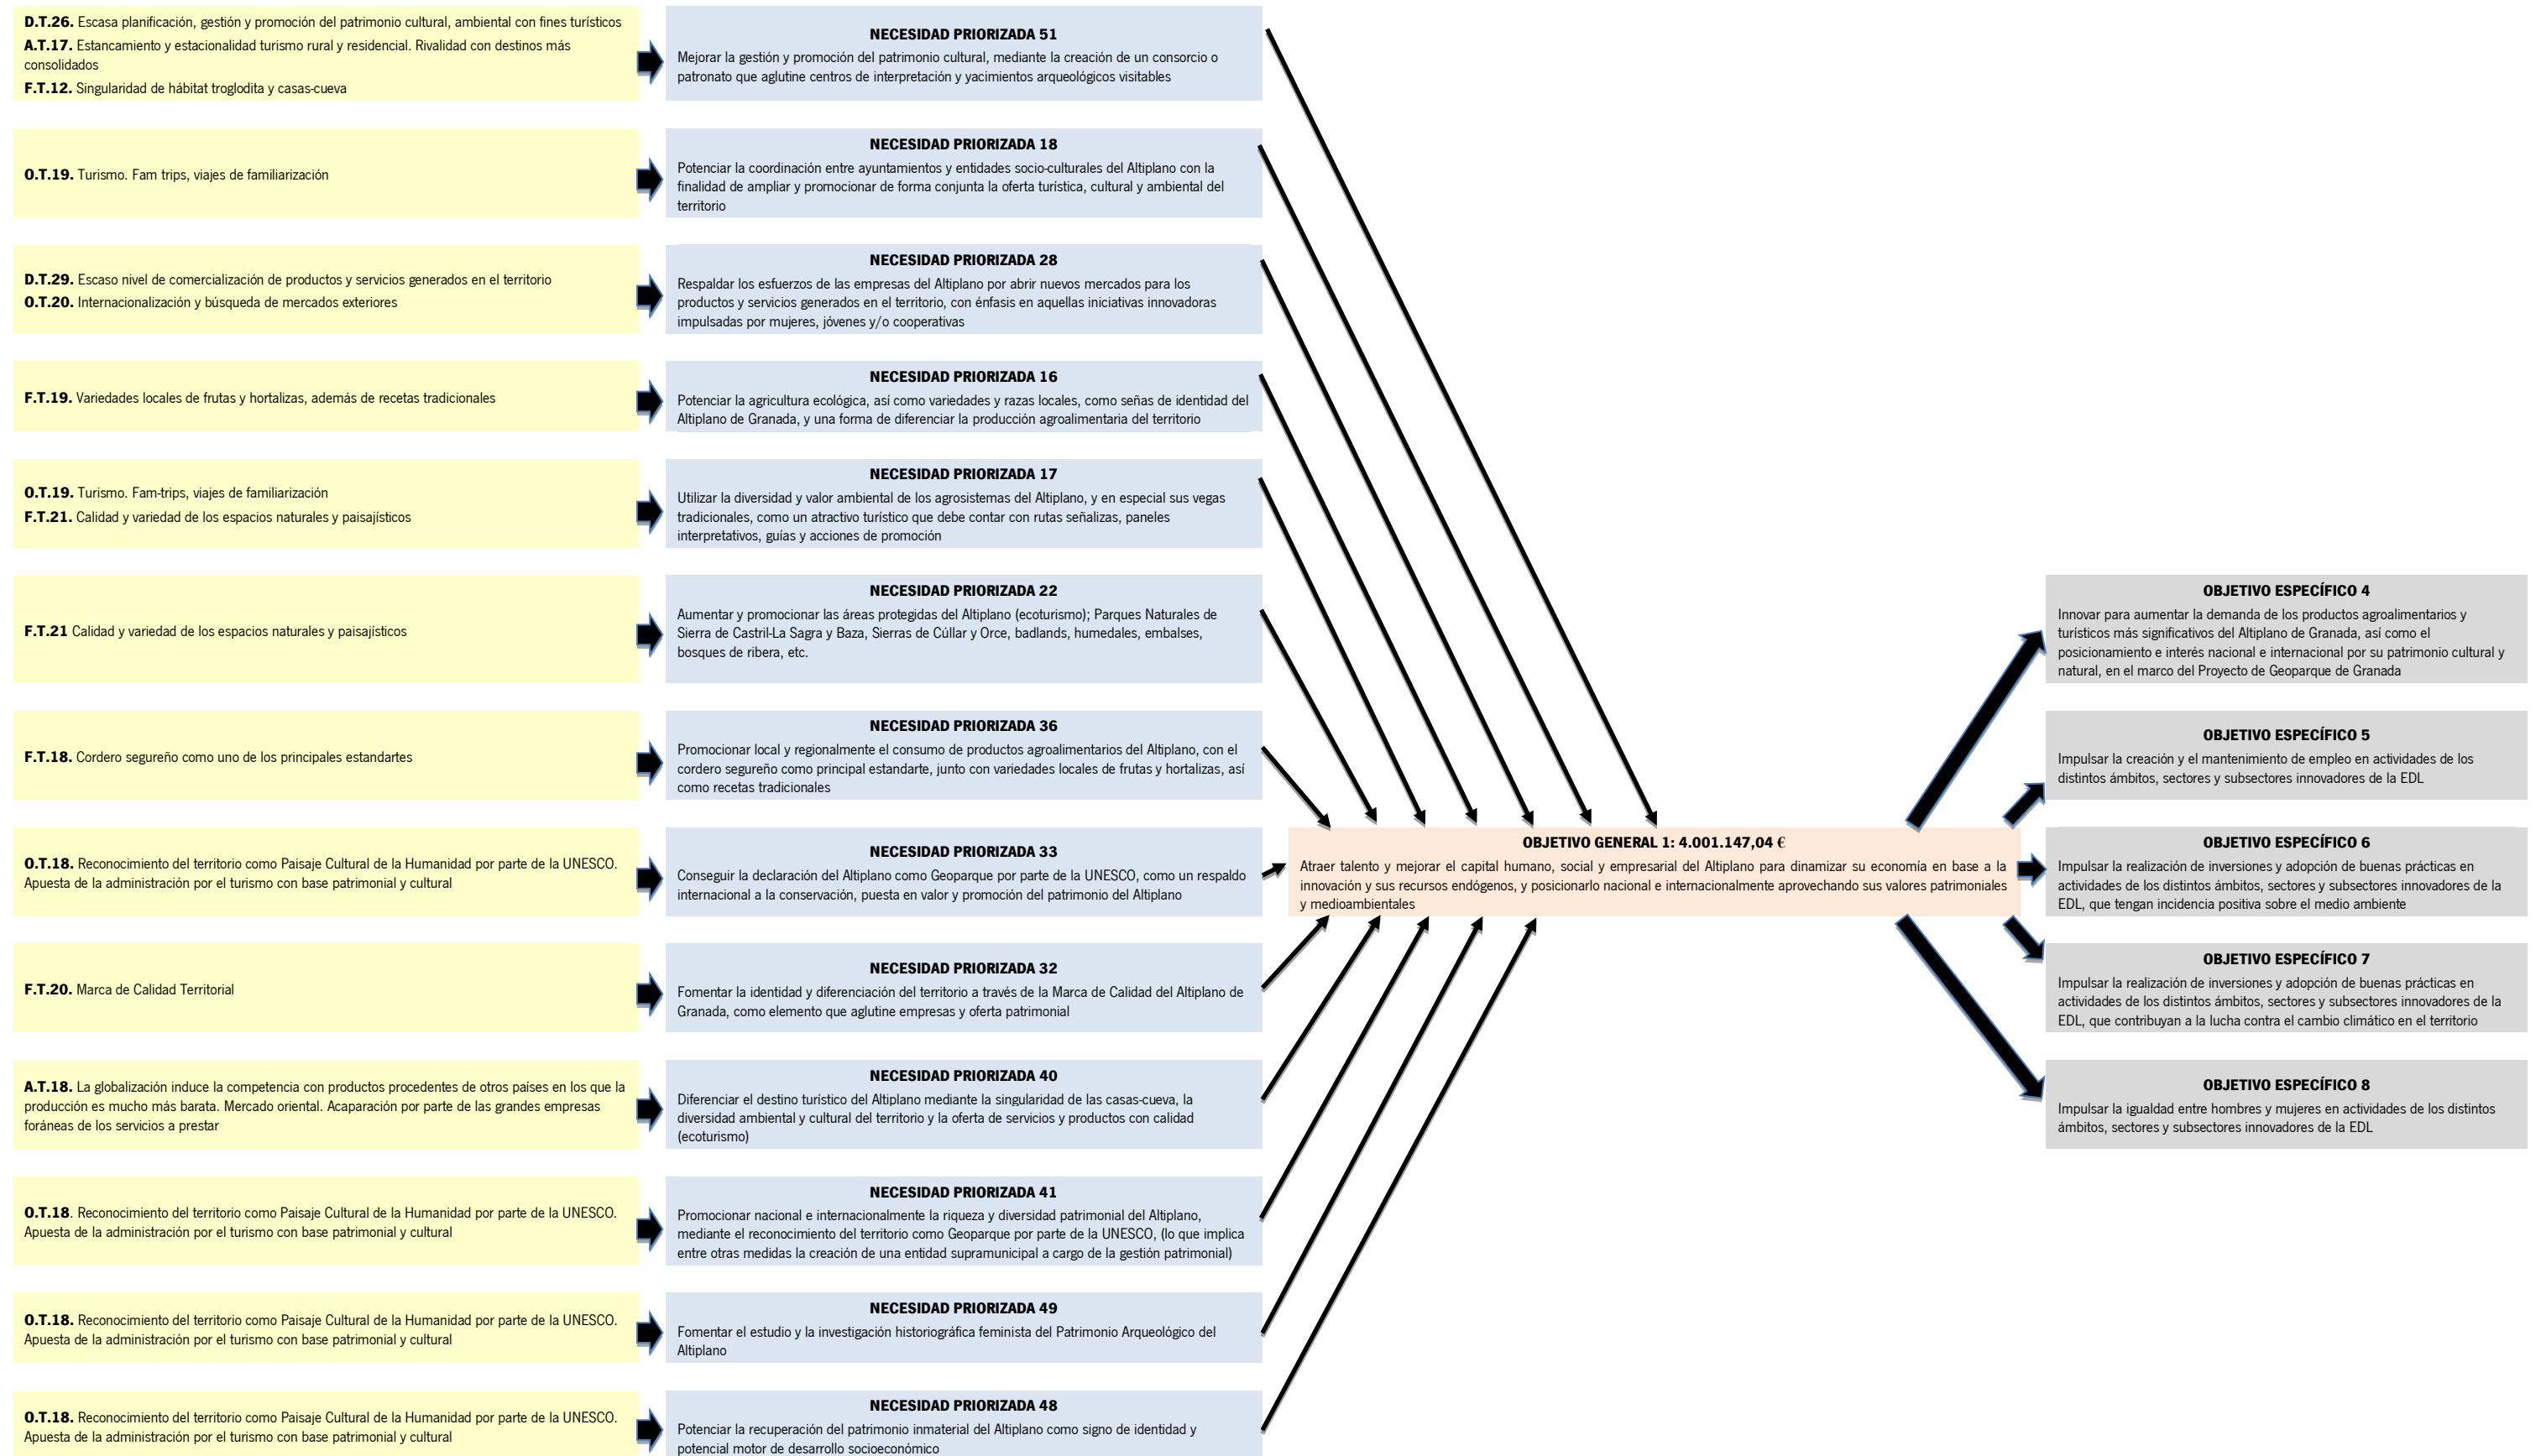 D.T.26. Escasa planificación, gestión y promoción del patrimonio cultural, ambiental con fines turísticos
A.T.17. Estancamiento y estacionalidad turismo rural y residencial. Rivalidad con destinos más
consolidados
F.T.12. Singularidad de hábitat troglodita y casas-cueva
NECESIDAD PRIORIZADA 51
Mejorar la gestión y promoción del patrimonio cultural, mediante la creación de un consorcio o
patronato que aglutine centros de interpretación y yacimientos arqueológicos visitables
O.T.19. Turismo. Fam trips, viajes de familiarización
NECESIDAD PRIORIZADA 18
Potenciar la coordinación entre ayuntamientos y entidades socio-culturales del Altiplano con la
finalidad de ampliar y promocionar de forma conjunta la oferta turística, cultural y ambiental del
territorio
D.T.29. Escaso nivel de comercialización de productos y servicios generados en el territorio
O.T.20. Internacionalización y búsqueda de mercados exteriores
NECESIDAD PRIORIZADA 28
Respaldar los esfuerzos de las empresas del Altiplano por abrir nuevos mercados para los
productos y servicios generados en el territorio, con énfasis en aquellas iniciativas innovadoras
impulsadas por mujeres, jóvenes y/o cooperativas
F.T.19. Variedades locales de frutas y hortalizas, además de recetas tradicionales
NECESIDAD PRIORIZADA 16
Potenciar la agricultura ecológica, así como variedades y razas locales, como señas de identidad del
Altiplano de Granada, y una forma de diferenciar la producción agroalimentaria del territorio
O.T.19. Turismo. Fam-trips, viajes de familiarización
F.T.21. Calidad y variedad de los espacios naturales y paisajísticos
NECESIDAD PRIORIZADA 17
Utilizar la diversidad y valor ambiental de los agrosistemas del Altiplano, y en especial sus vegas
tradicionales, como un atractivo turístico que debe contar con rutas señalizas, paneles
interpretativos, guías y acciones de promoción
F.T.21 Calidad y variedad de los espacios naturales y paisajísticos
NECESIDAD PRIORIZADA 22
Aumentar y promocionar las áreas protegidas del Altiplano (ecoturismo); Parques Naturales de
Sierra de Castril-La Sagra y Baza, Sierras de Cúllar y Orce, badlands, humedales, embalses,
bosques de ribera, etc.
F.T.18. Cordero segureño como uno de los principales estandartes
NECESIDAD PRIORIZADA 36
Promocionar local y regionalmente el consumo de productos agroalimentarios del Altiplano, con el
cordero segureño como principal estandarte, junto con variedades locales de frutas y hortalizas, así
como recetas tradicionales
O.T.18. Reconocimiento del territorio como Paisaje Cultural de la Humanidad por parte de la UNESCO.
Apuesta de la administración por el turismo con base patrimonial y cultural
NECESIDAD PRIORIZADA 33
Conseguir la declaración del Altiplano como Geoparque por parte de la UNESCO, como un respaldo
internacional a la conservación, puesta en valor y promoción del patrimonio del Altiplano
F.T.20. Marca de Calidad Territorial
NECESIDAD PRIORIZADA 32
Fomentar la identidad y diferenciación del territorio a través de la Marca de Calidad del Altiplano de
Granada, como elemento que aglutine empresas y oferta patrimonial
A.T.18. La globalización induce la competencia con productos procedentes de otros países en los que la
producción es mucho más barata. Mercado oriental. Acaparación por parte de las grandes empresas
foráneas de los servicios a prestar
NECESIDAD PRIORIZADA 40
Diferenciar el destino turístico del Altiplano mediante la singularidad de las casas-cueva, la
diversidad ambiental y cultural del territorio y la oferta de servicios y productos con calidad
(ecoturismo)
O.T.18. Reconocimiento del territorio como Paisaje Cultural de la Humanidad por parte de la UNESCO.
Apuesta de la administración por el turismo con base patrimonial y cultural
NECESIDAD PRIORIZADA 41
Promocionar nacional e internacionalmente la riqueza y diversidad patrimonial del Altiplano,
mediante el reconocimiento del territorio como Geoparque por parte de la UNESCO, (lo que implica
entre otras medidas la creación de una entidad supramunicipal a cargo de la gestión patrimonial)
O.T.18. Reconocimiento del territorio como Paisaje Cultural de la Humanidad por parte de la UNESCO.
Apuesta de la administración por el turismo con base patrimonial y cultural
NECESIDAD PRIORIZADA 49
Fomentar el estudio y la investigación historiográfica feminista del Patrimonio Arqueológico del
Altiplano
O.T.18. Reconocimiento del territorio como Paisaje Cultural de la Humanidad por parte de la UNESCO.
Apuesta de la administración por el turismo con base patrimonial y cultural
NECESIDAD PRIORIZADA 48
Potenciar la recuperación del patrimonio inmaterial del Altiplano como signo de identidad y
potencial motor de desarrollo socioeconómico
OBJETIVO GENERAL 1: 4.001.147,04 €
Atraer talento y mejorar el capital humano, social y empresarial del Altiplano para dinamizar su economía en base a la
innovación y sus recursos endógenos, y posicionarlo nacional e internacionalmente aprovechando sus valores patrimoniales
y medioambientales
OBJETIVO ESPECÍFICO 4
Innovar para aumentar la demanda de los productos agroalimentarios y
turísticos más significativos del Altiplano de Granada, así como el
posicionamiento e interés nacional e internacional por su patrimonio cultural y
natural, en el marco del Proyecto de Geoparque de Granada
OBJETIVO ESPECÍFICO 5
Impulsar la creación y el mantenimiento de empleo en actividades de los
distintos ámbitos, sectores y subsectores innovadores de la EDL
OBJETIVO ESPECÍFICO 6
Impulsar la realización de inversiones y adopción de buenas prácticas en
actividades de los distintos ámbitos, sectores y subsectores innovadores de la
EDL, que tengan incidencia positiva sobre el medio ambiente
OBJETIVO ESPECÍFICO 7
Impulsar la realización de inversiones y adopción de buenas prácticas en
actividades de los distintos ámbitos, sectores y subsectores innovadores de la
EDL, que contribuyan a la lucha contra el cambio climático en el territorio
OBJETIVO ESPECÍFICO 8
Impulsar la igualdad entre hombres y mujeres en actividades de los distintos
ámbitos, sectores y subsectores innovadores de la EDL